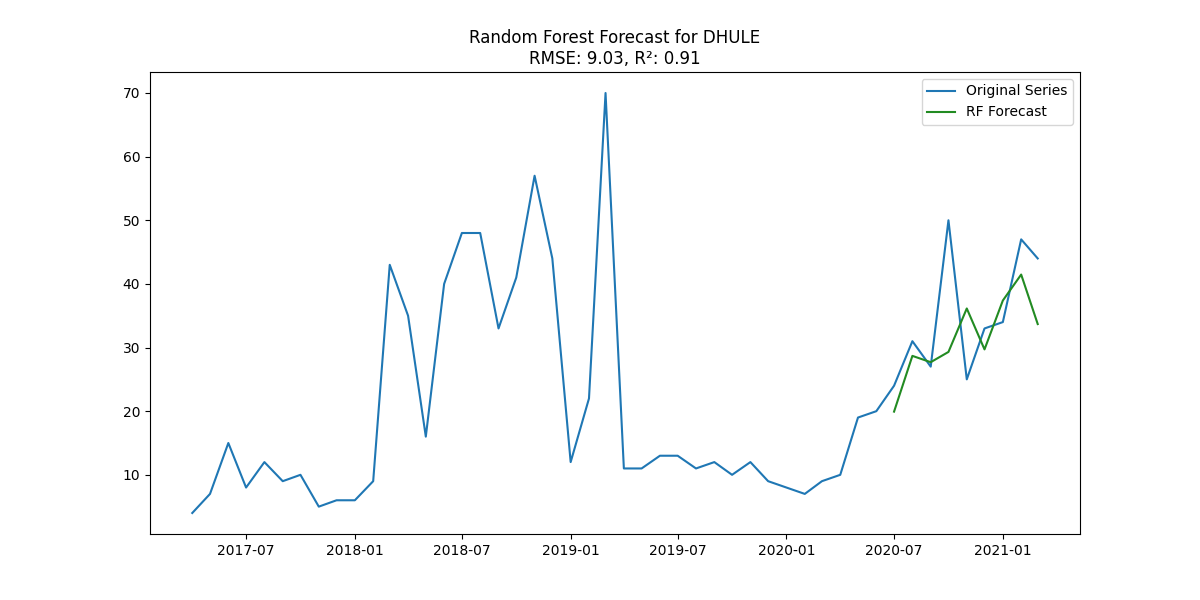 Random Forest Forecast for DHULE
RMSE: 9.03, R²: 0.91
Original Series
RF Forecast
70
60
50
40
30
20
10
2017-07 2018-01 2018-07 2019-01 2019-07 2020-01 2020-07 2021-01